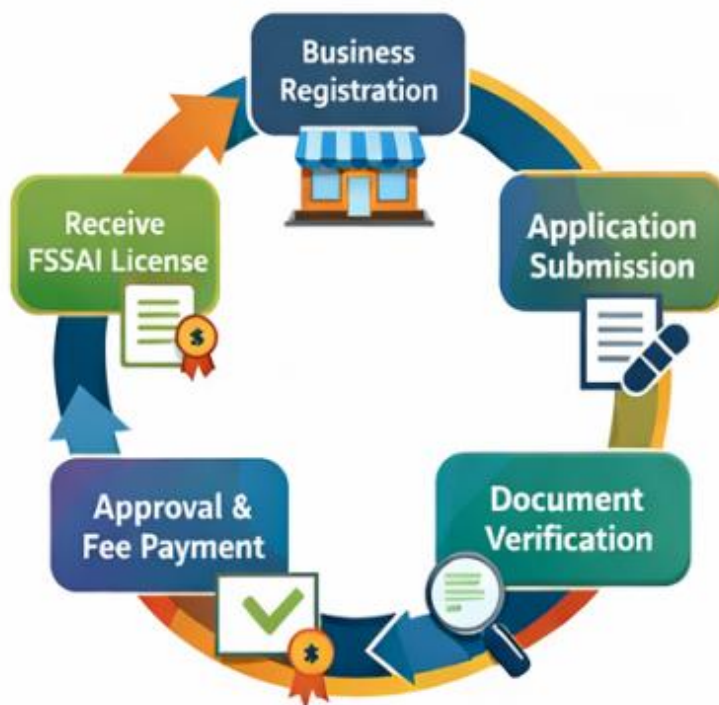 Business
Registration
Application
Submission
Document
Verification
Approval &
Fee Payment
Receive
FSSAI License